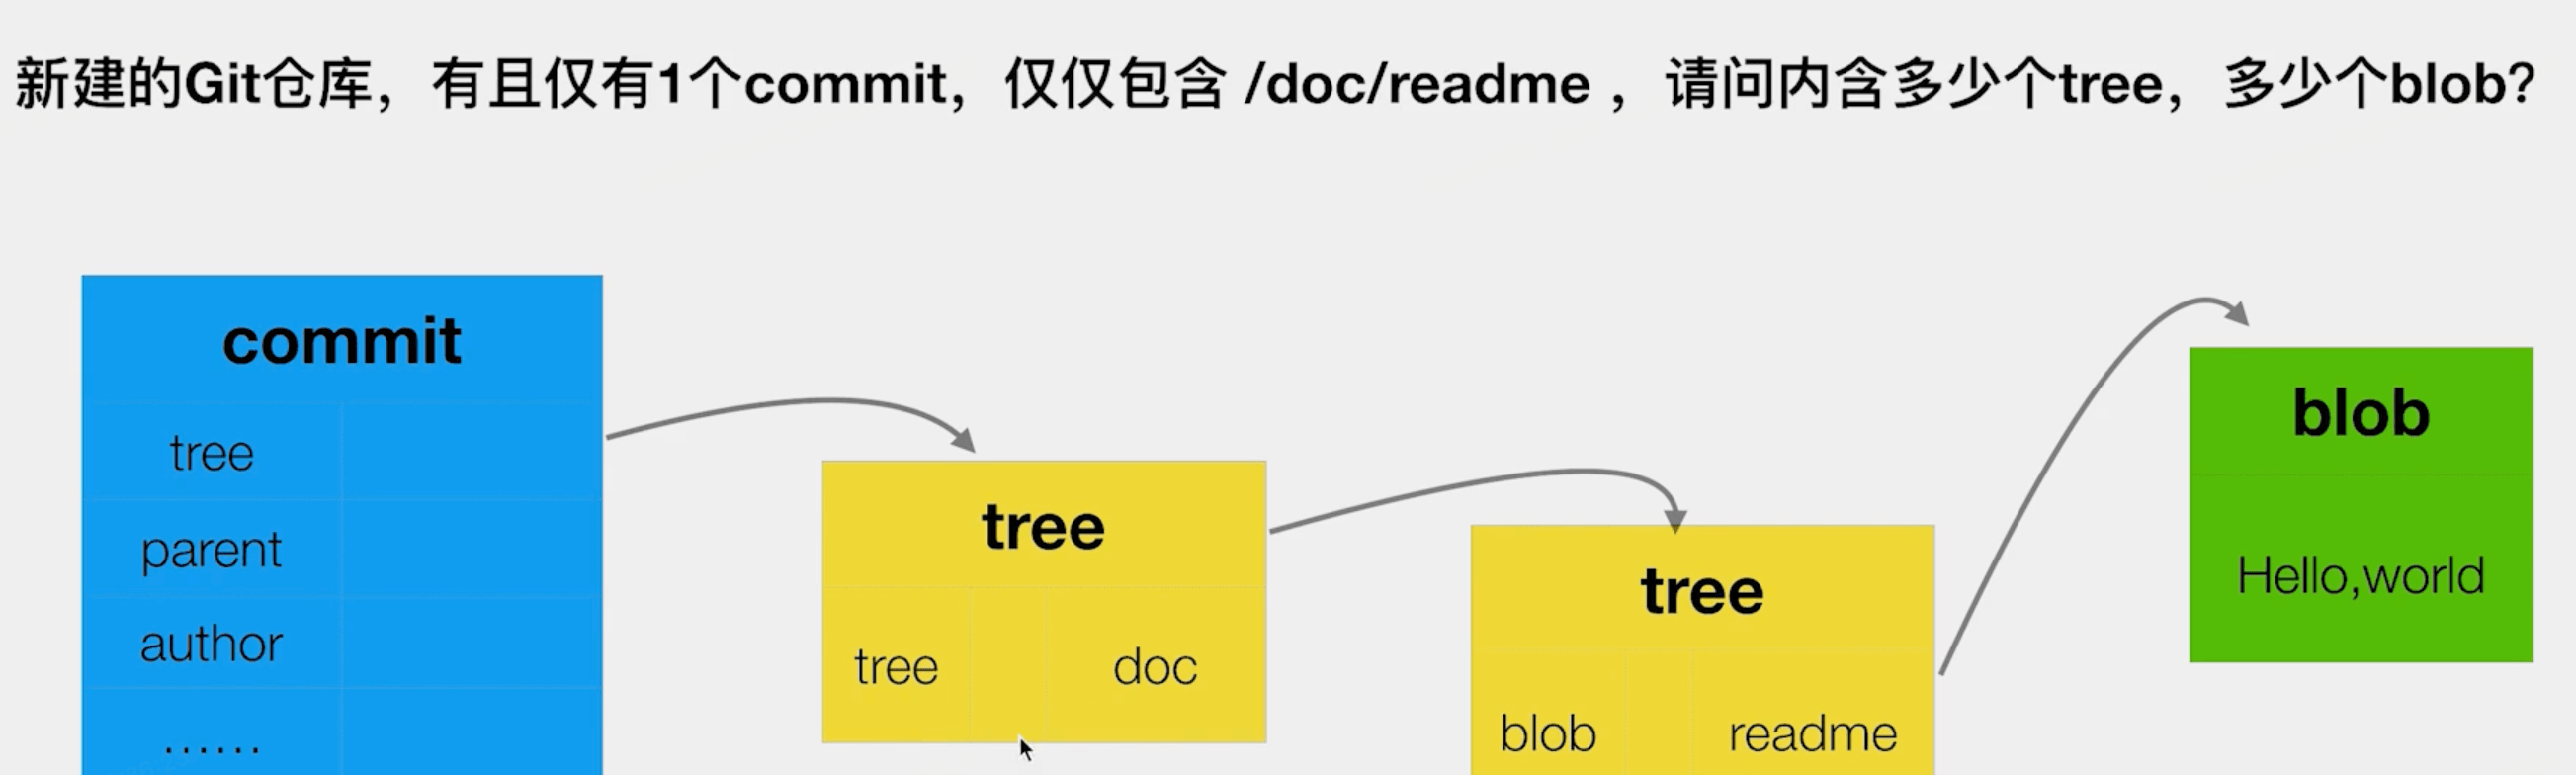 新建的Git仓库，有且仅有1个commit，仅仅包含 /doc/readme ，请问内含多少个tree，多少个blob？
commit
tree
parent
author
······
tree
tree doc
tree
blob readme
blob
Hello,world